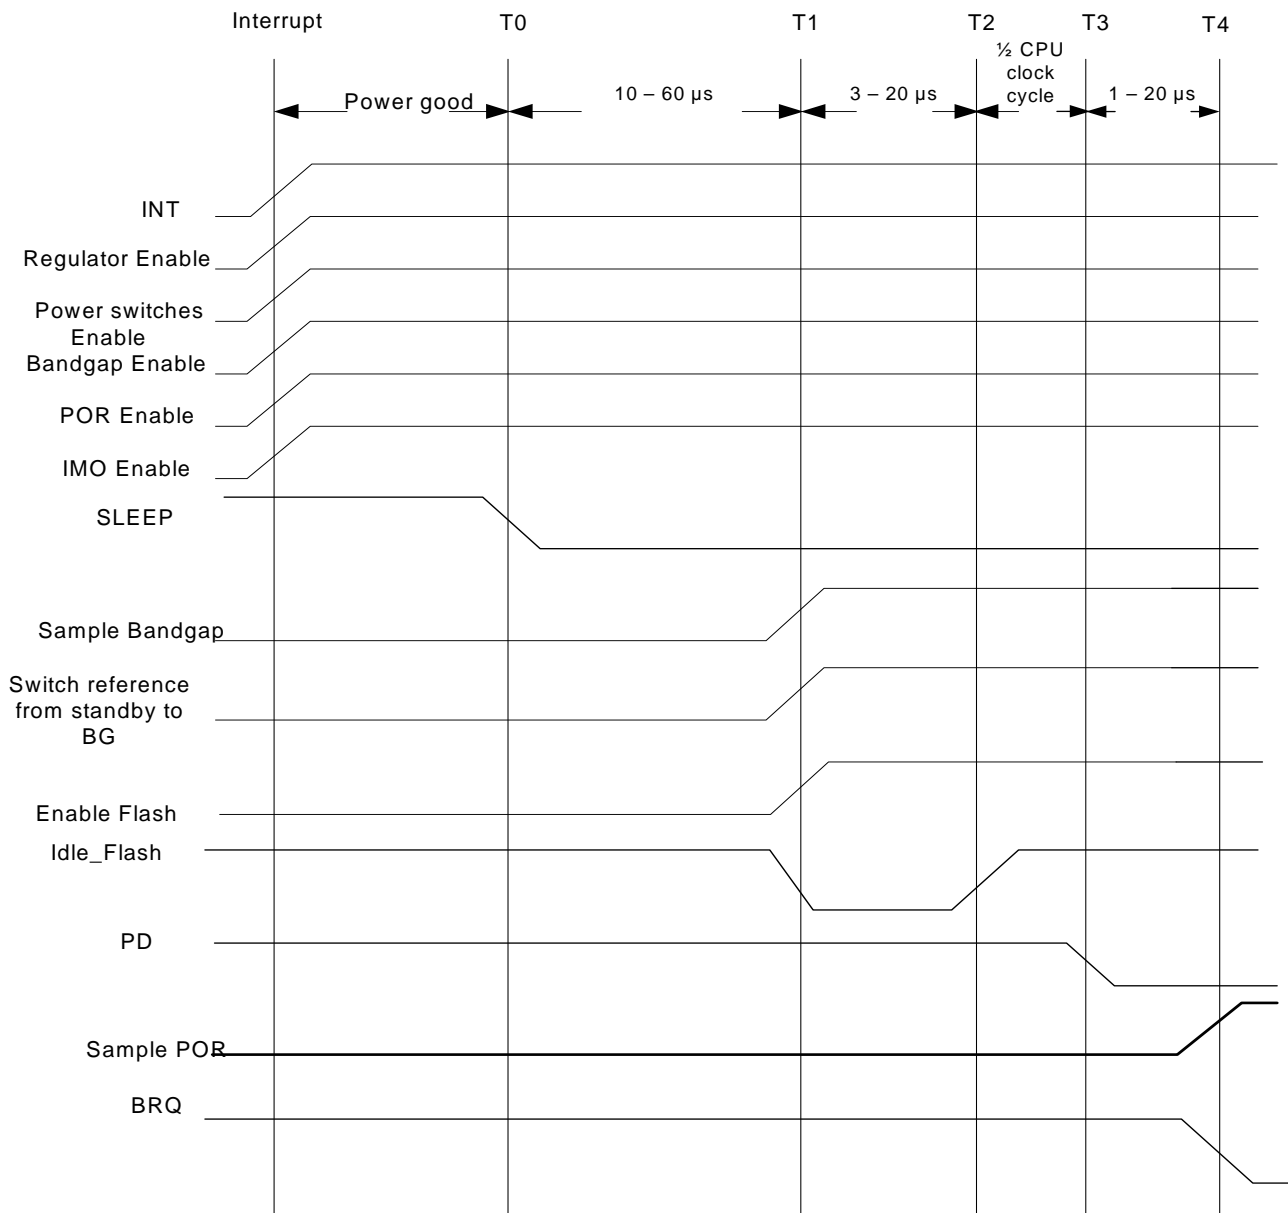 Interrupt
T0
T1
T2
T3
T4
Power good
10 – 60 µs
3 – 20 µs
½ CPU
clock
cycle
1 – 20 µs
INT
Regulator Enable
Power switches
Enable
Bandgap Enable
POR Enable
IMO Enable
SLEEP
Sample Bandgap
Switch reference
from standby to
BG
Enable Flash
Idle_Flash
PD
Sample POR
BRQ